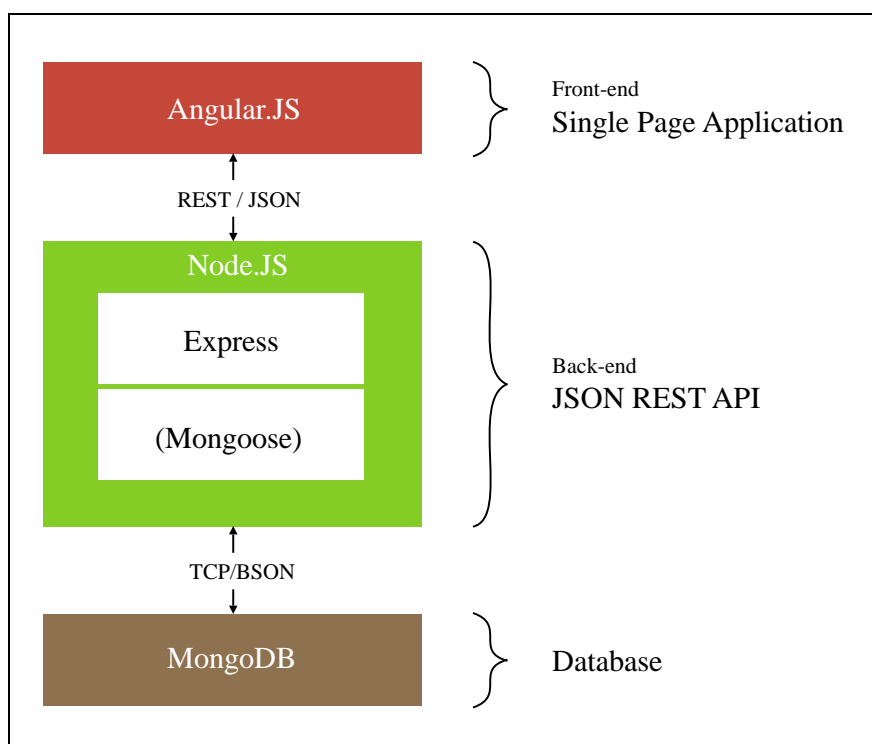 Angular.JS
Front-end
Single Page Application
REST / JSON
Node.JS
Express
(Mongoose)
Back-end
JSON REST API
TCP/BSON
MongoDB
Database